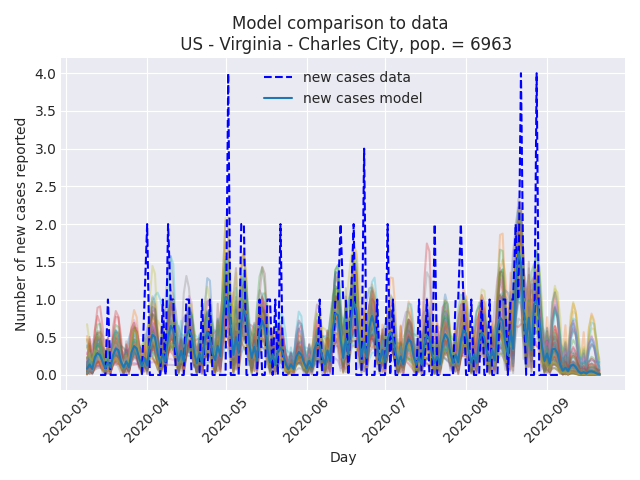 Model comparison to data
US - Virginia - Charles City, pop. = 6963
new cases data
new cases model
Number of new cases reported
4.0
3.5
3.0
2.5
2.0
1.5
1.0
0.5
0.0
2020-03
2020-04
2020-05
2020-06
2020-07
2020-08
2020-09
Day